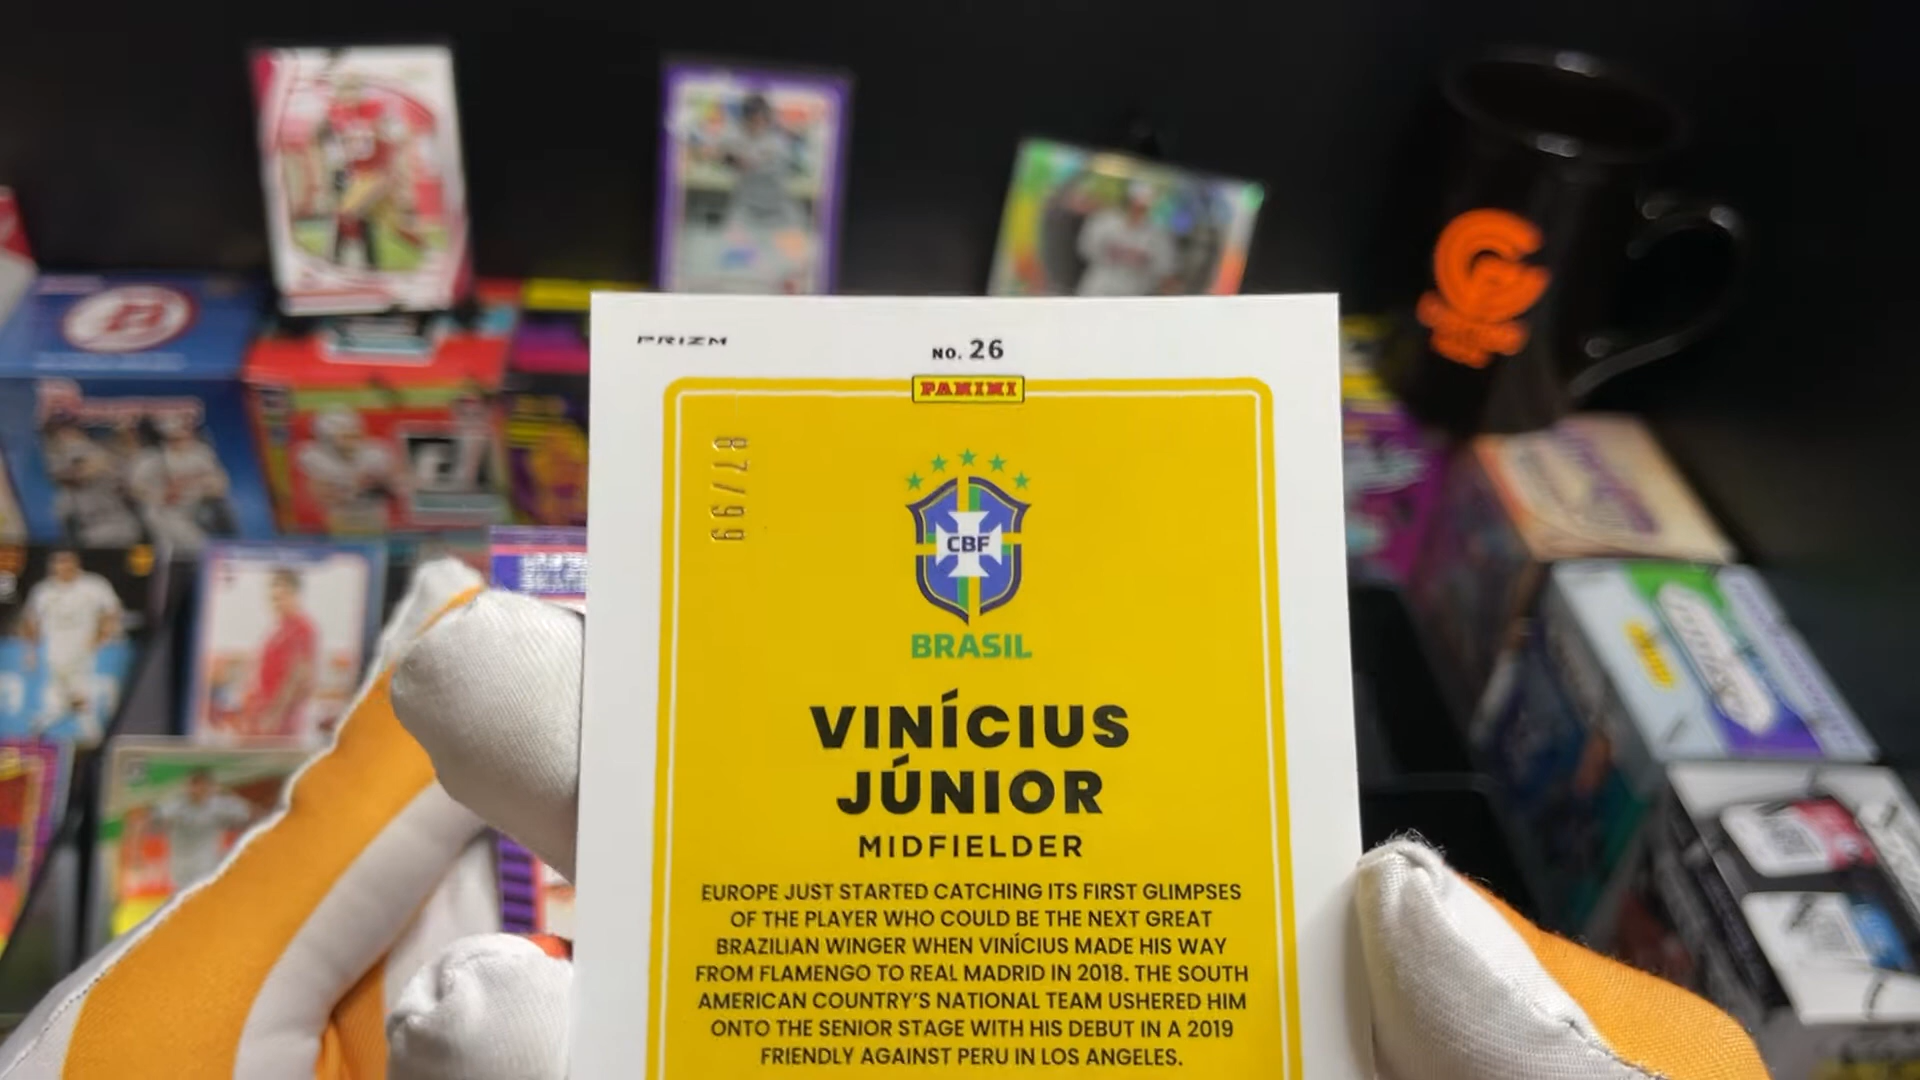 PRIZM
NO. 26
PANINI
87/99
CBF
BRASIL
VINÍCIUS
JÚNIOR
MIDFIELDER
EUROPE JUST STARTED CATCHING ITS FIRST GLIMPSES
OF THE PLAYER WHO COULD BE THE NEXT GREAT
BRAZILIAN WINGER WHEN VINÍCIUS MADE HIS WAY
FROM FLAMENGO TO REAL MADRID IN 2018. THE SOUTH
AMERICAN COUNTRY'S NATIONAL TEAM USHERED HIM
ONTO THE SENIOR STAGE WITH HIS DEBUT IN A 2019
FRIENDLY AGAINST PERU IN LOS ANGELES.